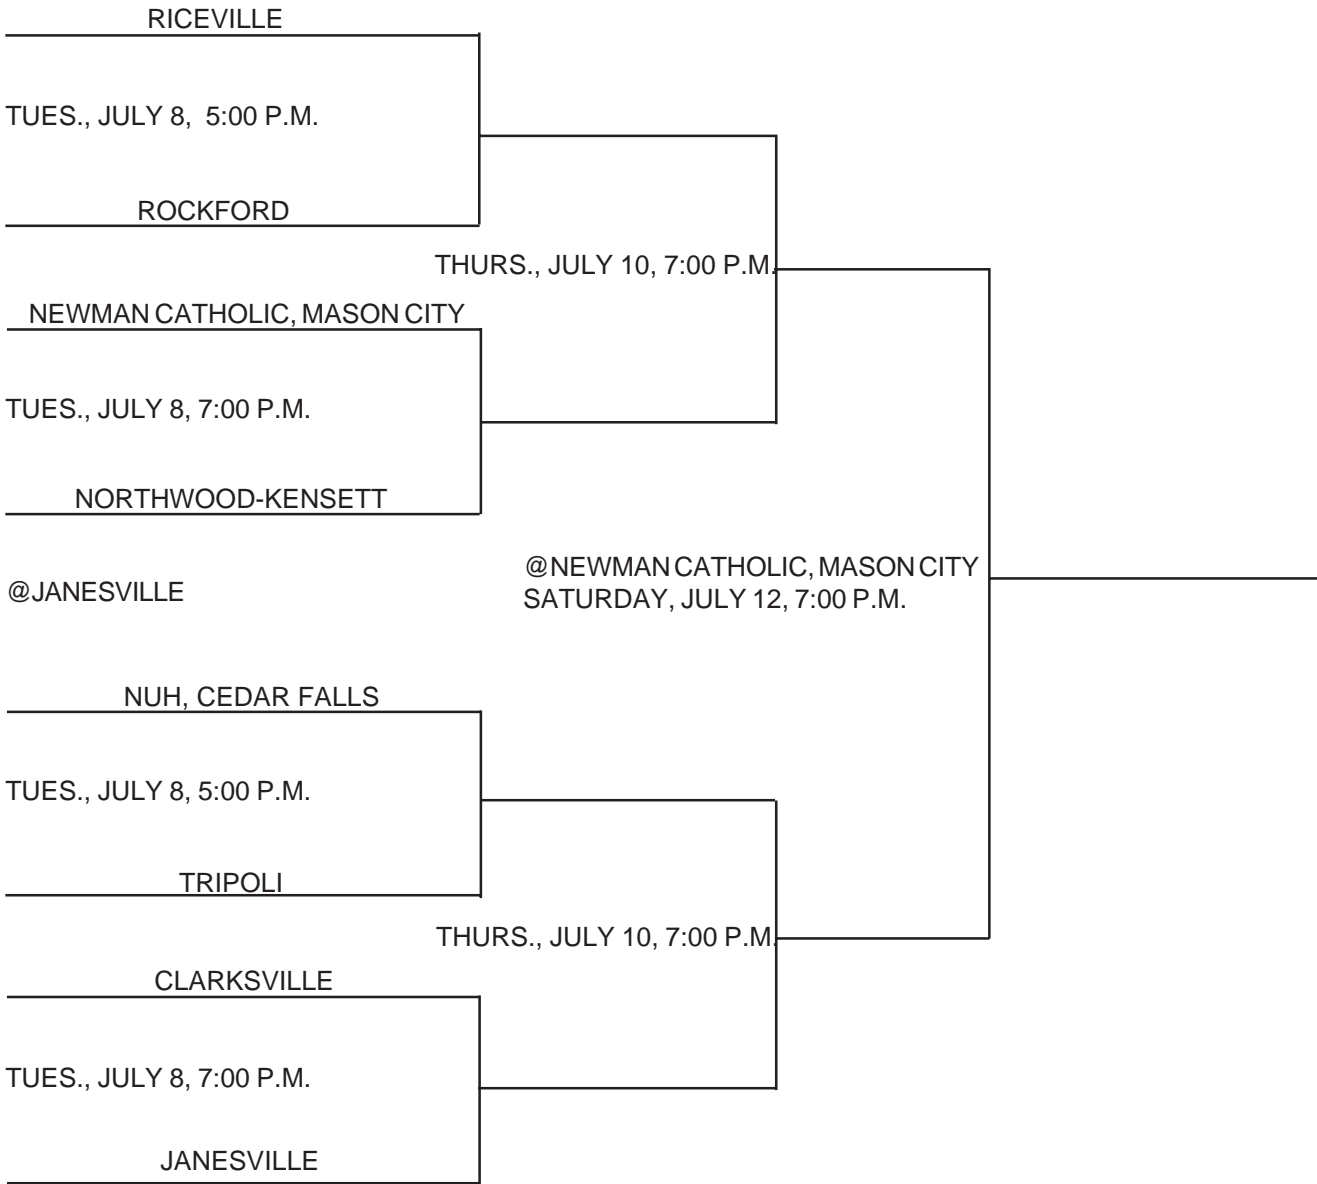 RICEVILLE
TUES., JULY 8, 5:00 P.M.
ROCKFORD
THURS., JULY 10, 7:00 P.M.
NEWMAN CATHOLIC, MASON CITY
TUES., JULY 8, 7:00 P.M.
NORTHWOOD-KENSETT
@NEWMAN CATHOLIC, MASON CITY
SATURDAY, JULY 12, 7:00 P.M.
@JANESVILLE
NUH, CEDAR FALLS
TUES., JULY 8, 5:00 P.M.
TRIPOLI
THURS., JULY 10, 7:00 P.M.
CLARKSVILLE
TUES., JULY 8, 7:00 P.M.
JANESVILLE